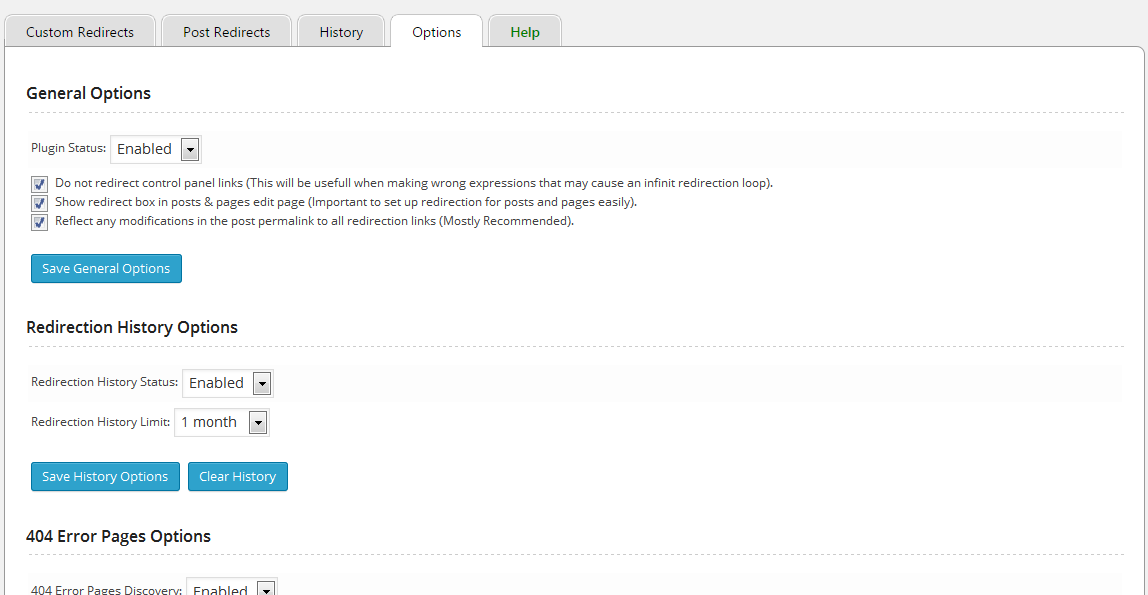 Custom Redirects Post Redirects History Options Help
General Options
Plugin Status: Enabled
Do not redirect control panel links (This will be usefull when making wrong expressions that may cause an infinit redirection loop).
Show redirect box in posts & pages edit page (Important to set up redirection for posts and pages easily).
Reflect any modifications in the post permalink to all redirection links (Mostly Recommended).
Save General Options
Redirection History Options
Redirection History Status: Enabled
Redirection History Limit: 1 month
Save History Options Clear History
404 Error Pages Options
404 Error Pages Discovery: Enabled